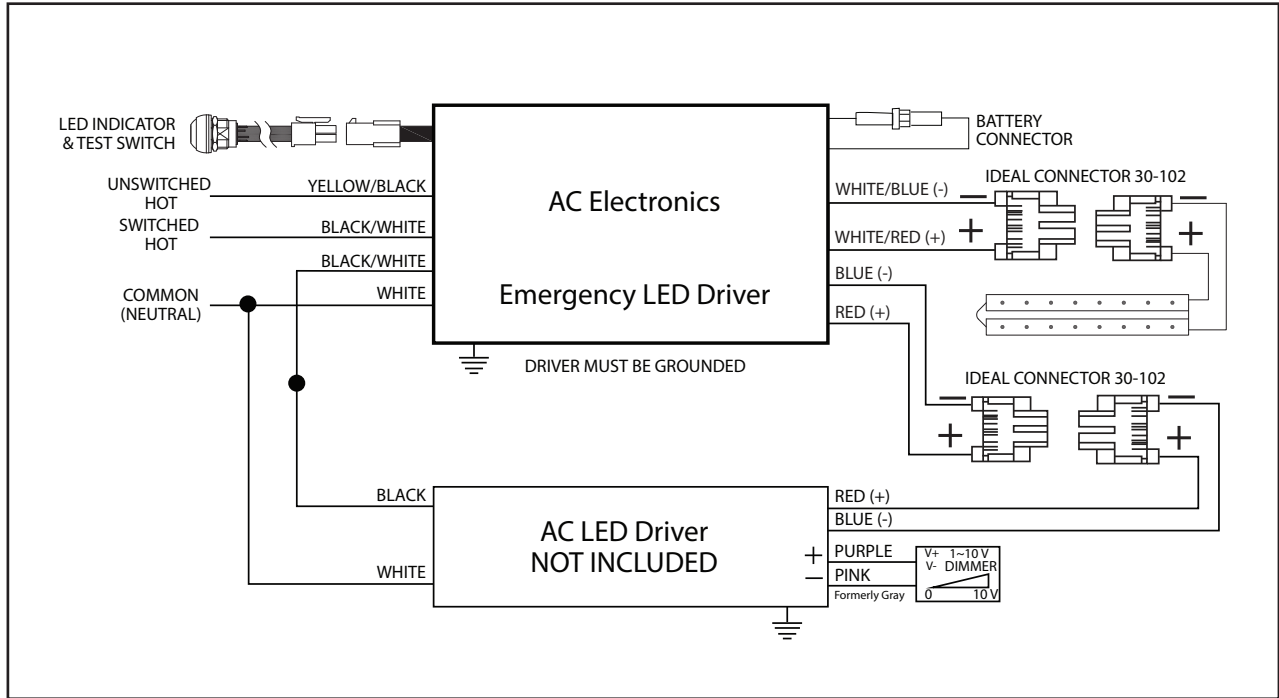 LED INDICATOR
& TEST SWITCH
BATTERY
CONNECTOR
UNSWITCHED
HOT
YELLOW/BLACK
SWITCHED
HOT
BLACK/WHITE
BLACK/WHITE
COMMON
(NEUTRAL)
WHITE
AC Electronics
Emergency LED Driver
DRIVER MUST BE GROUNDED
IDEAL CONNECTOR 30-102
WHITE/BLUE (-)
− −
WHITE/RED (+)
+ +
BLUE (-)
RED (+)
IDEAL CONNECTOR 30-102
− −
+ +
BLACK
WHITE
AC LED Driver
NOT INCLUDED
RED (+)
BLUE (-)
+ PURPLE
− PINK
Formerly Gray
V+ 1~10 V
V- DIMMER
0 10 V